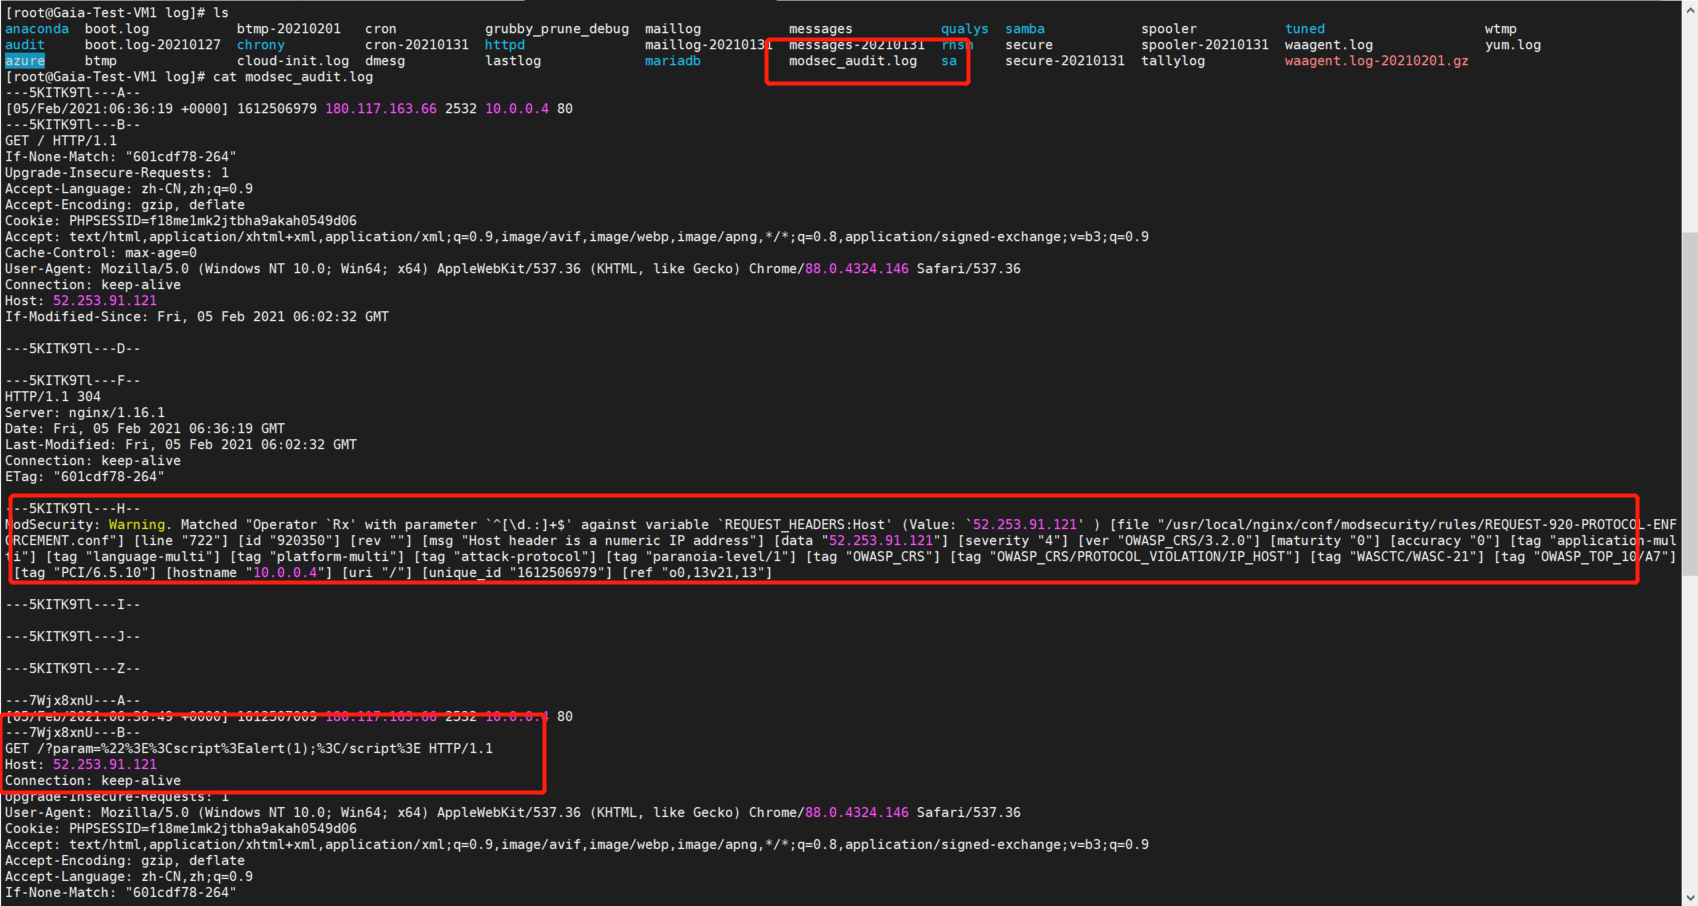 [root@Gaia-Test-VM1 log]# ls
anaconda boot.log btmp-20210201 cron grubby_prune_debug maillog messages qualys samba spooler tuned wtmp
audit boot.log-20210127 chrony cron-20210131 httpd maillog-20210131 messages-20210131 rhsm secure spooler-20210131 waagent.log yum.log
azure btmp cloud-init.log dmesg lastlog mariadb modsec_audit.log sa secure-20210131 tallylog waagent.log-20210201.gz
[root@Gaia-Test-VM1 log]# cat modsec_audit.log
---5KITK9Tl---A--
[05/Feb/2021:06:36:19 +0000] 1612506979 180.117.163.66 2532 10.0.0.4 80
---5KITK9Tl---B--
GET / HTTP/1.1
If-None-Match: "601cdf78-264"
Upgrade-Insecure-Requests: 1
Accept-Language: zh-CN,zh;q=0.9
Accept-Encoding: gzip, deflate
Cookie: PHPSESSID=f18me1mk2jtbha9akah0549d06
Accept: text/html,application/xhtml+xml,application/xml;q=0.9,image/avif,image/webp,image/apng,*/*;q=0.8,application/signed-exchange;v=b3;q=0.9
Cache-Control: max-age=0
User-Agent: Mozilla/5.0 (Windows NT 10.0; Win64; x64) AppleWebKit/537.36 (KHTML, like Gecko) Chrome/88.0.4324.146 Safari/537.36
Connection: keep-alive
Host: 52.253.91.121
If-Modified-Since: Fri, 05 Feb 2021 06:02:32 GMT
---5KITK9Tl---D--
---5KITK9Tl---F--
HTTP/1.1 304
Server: nginx/1.16.1
Date: Fri, 05 Feb 2021 06:36:19 GMT
Last-Modified: Fri, 05 Feb 2021 06:02:32 GMT
Connection: keep-alive
ETag: "601cdf78-264"
---5KITK9Tl---H--
ModSecurity: Warning. Matched "Operator `Rx' with parameter `^[\d.:]+$' against variable `REQUEST_HEADERS:Host' (Value: `52.253.91.121' ) [file "/usr/local/nginx/conf/modsecurity/rules/REQUEST-920-PROTOCOL-ENF
ORCEMENT.conf"] [line "722"] [id "920350"] [rev ""] [msg "Host header is a numeric IP address"] [data "52.253.91.121"] [severity "4"] [ver "OWASP_CRS/3.2.0"] [maturity "0"] [accuracy "0"] [tag "application-mul
ti"] [tag "language-multi"] [tag "platform-multi"] [tag "attack-protocol"] [tag "paranoia-level/1"] [tag "OWASP_CRS"] [tag "OWASP_CRS/PROTOCOL_VIOLATION/IP_HOST"] [tag "WASCTC/WASC-21"] [tag "OWASP_TOP_10/A7"]
[tag "PCI/6.5.10"] [hostname "10.0.0.4"] [uri "/"] [unique_id "1612506979"] [ref "o0,13v21,13"]
---5KITK9Tl---I--
---5KITK9Tl---J--
---5KITK9Tl---Z--
---7Wjx8xnU---A--
[05/Feb/2021:06:36:49 +0000] 1612507009 180.117.163.66 2532 10.0.0.4 80
---7Wjx8xnU---B--
GET /?param=%22%3E%3Cscript%3Ealert(1);%3C/script%3E HTTP/1.1
Host: 52.253.91.121
Connection: keep-alive
Upgrade-Insecure-Requests: 1
User-Agent: Mozilla/5.0 (Windows NT 10.0; Win64; x64) AppleWebKit/537.36 (KHTML, like Gecko) Chrome/88.0.4324.146 Safari/537.36
Cookie: PHPSESSID=f18me1mk2jtbha9akah0549d06
Accept: text/html,application/xhtml+xml,application/xml;q=0.9,image/avif,image/webp,image/apng,*/*;q=0.8,application/signed-exchange;v=b3;q=0.9
Accept-Encoding: gzip, deflate
Accept-Language: zh-CN,zh;q=0.9
If-None-Match: "601cdf78-264"